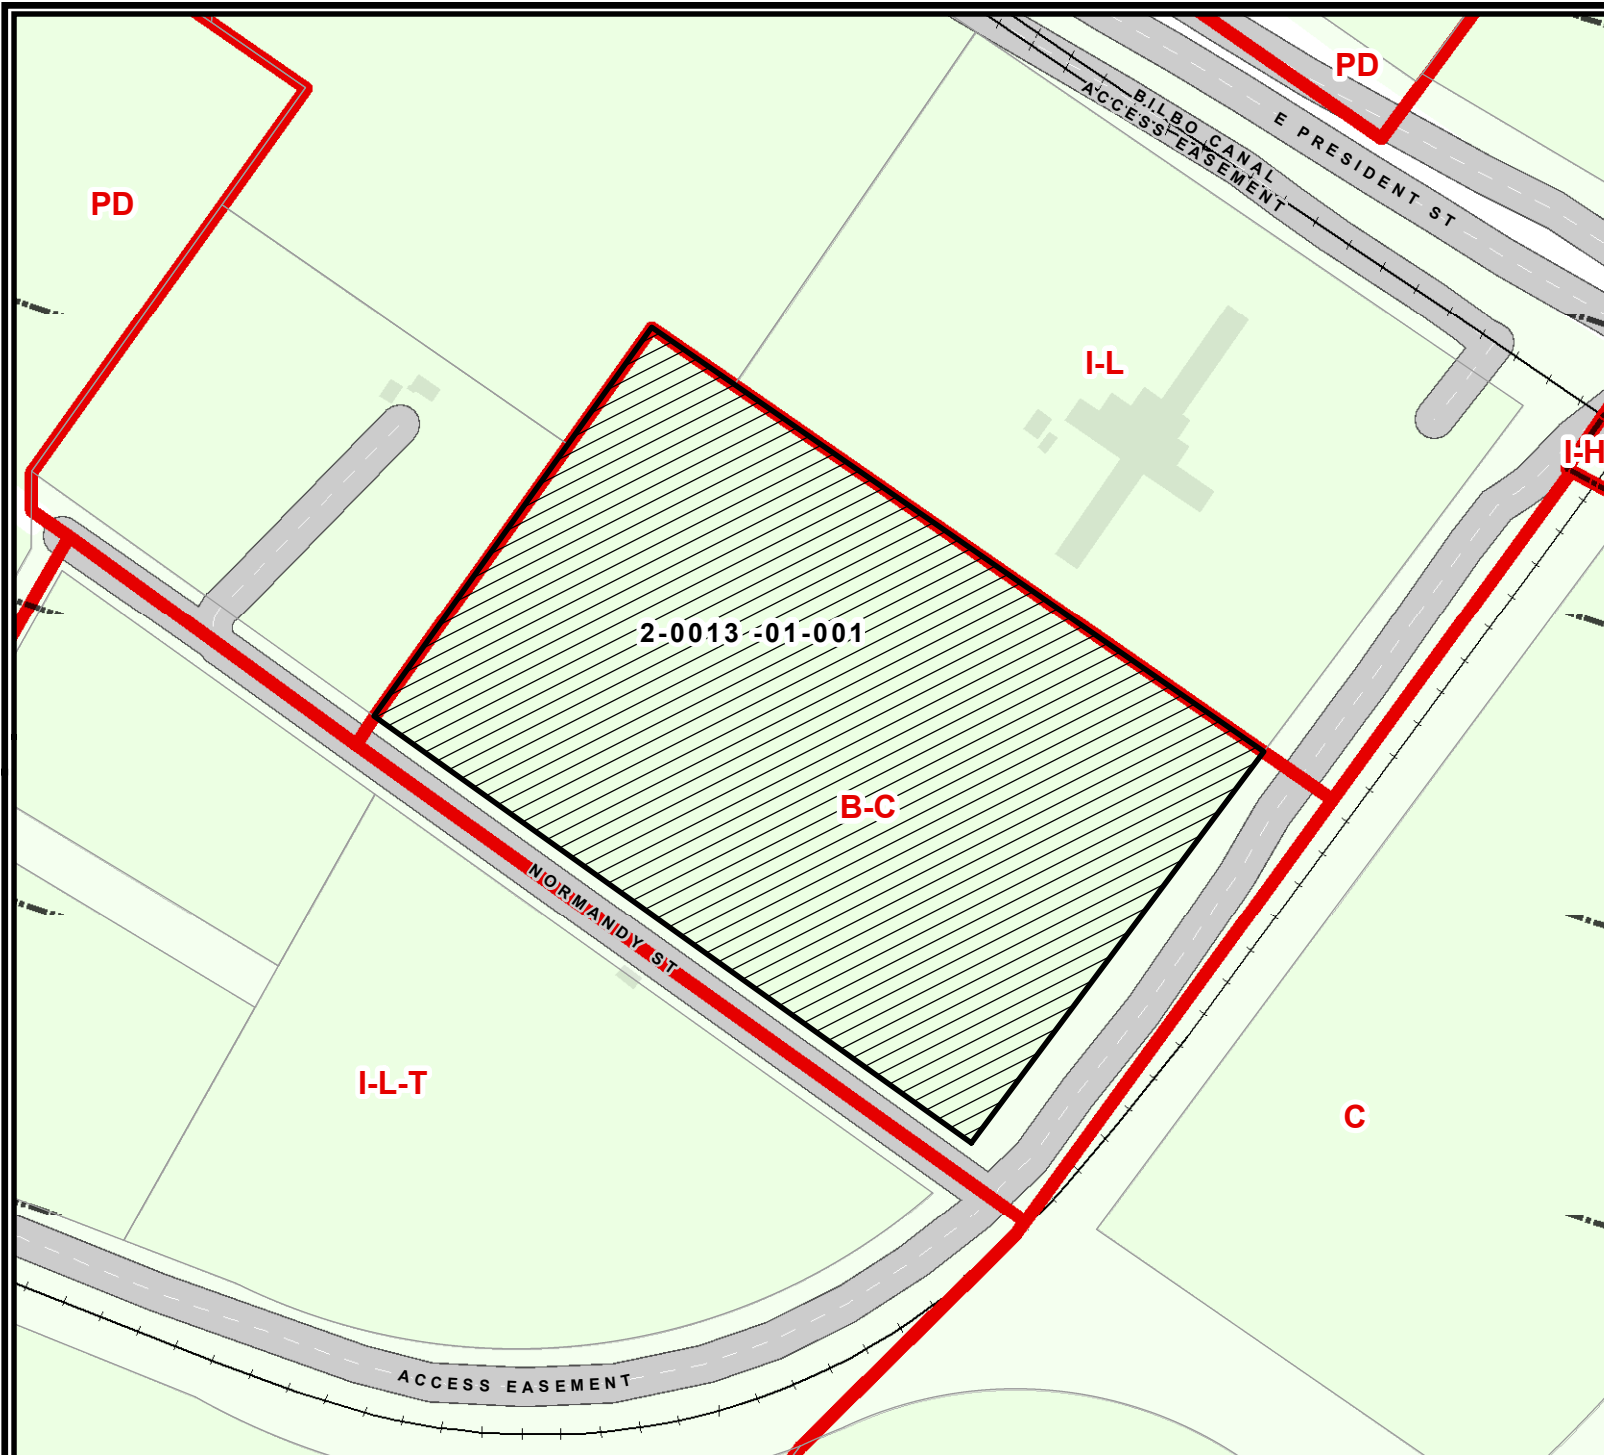 PD
BILBO CANAL
ACCESS EASEMENT
E PRESIDENT ST
PD
I-L
I-H
2-0013 -01-001
B-C
NORMANDY ST
I-L-T
C
ACCESS EASEMENT